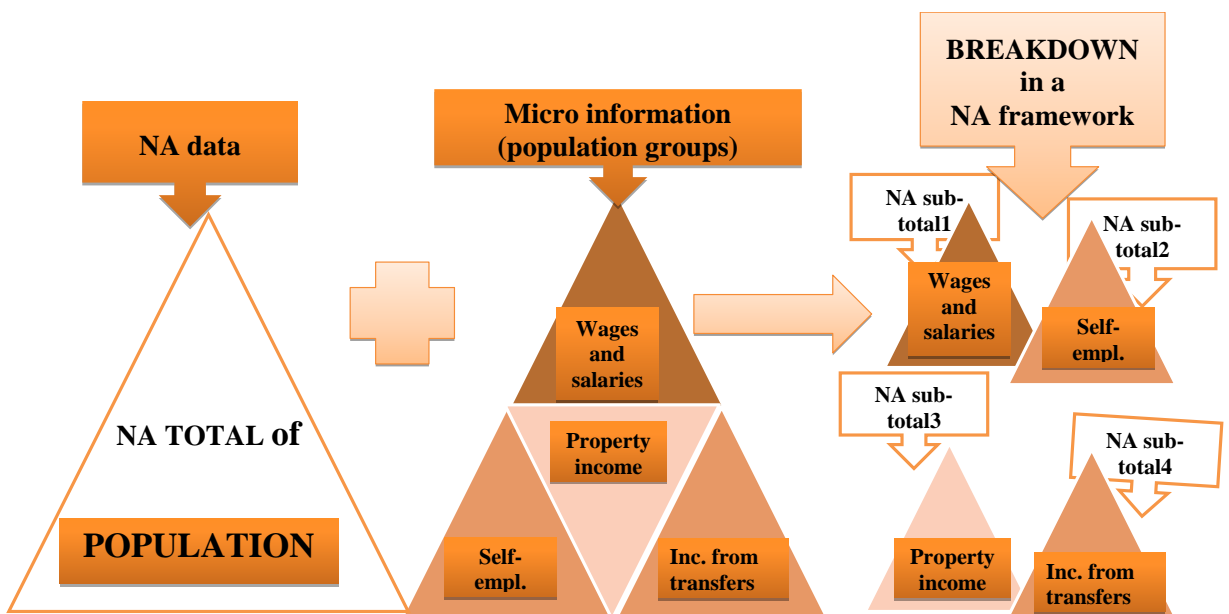 NA data
NA TOTAL of
POPULATION
Micro information
(population groups)
Wages
and
salaries
Property
income
Self-
empl.
Inc. from
transfers
BREAKDOWN
in a
NA framework
NA sub-
total1
Wages
and
salaries
NA sub-
total2
Self-
empl.
NA sub-
total3
Property
income
NA sub-
total4
Inc. from
transfers